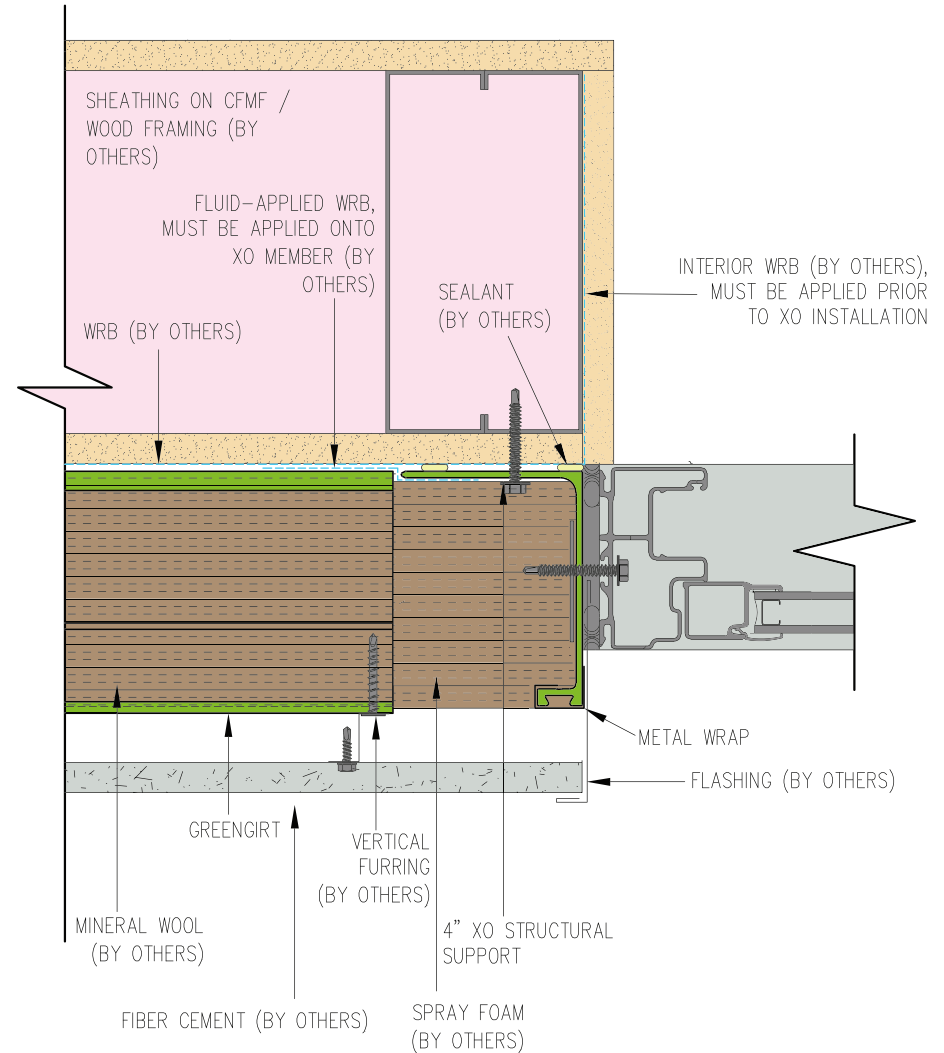 SHEATHING ON CFMF /
WOOD FRAMING (BY
OTHERS)
FLUID-APPLIED WRB,
MUST BE APPLIED ONTO
XO MEMBER (BY
OTHERS)
SEALANT
(BY OTHERS)
INTERIOR WRB (BY OTHERS),
MUST BE APPLIED PRIOR
TO XO INSTALLATION
WRB (BY OTHERS)
METAL WRAP
FLASHING (BY OTHERS)
GREENGIRT
VERTICAL
FURRING
(BY OTHERS)
MINERAL WOOL
(BY OTHERS)
4" XO STRUCTURAL
SUPPORT
FIBER CEMENT (BY OTHERS)
SPRAY FOAM
(BY OTHERS)